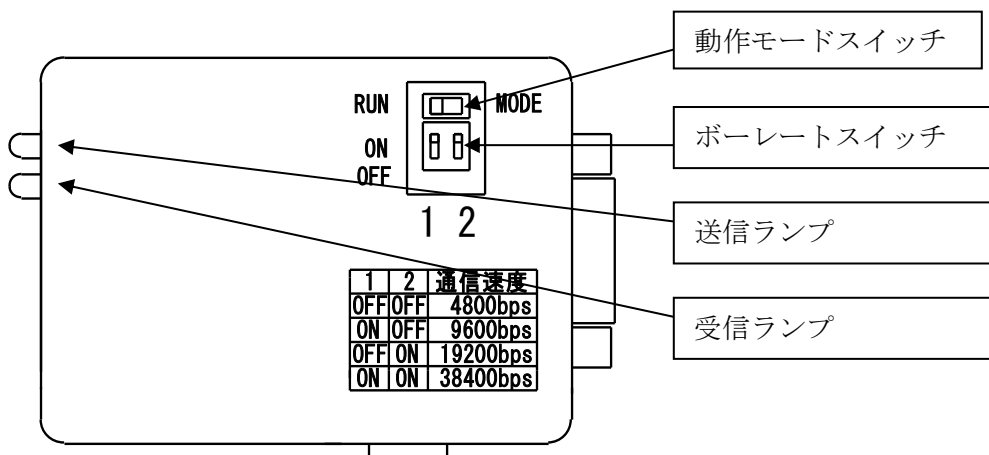 動作モードスイッチ
RUN MODE
ボーレートスイッチ
ON
OFF
1 2
送信ランプ
1 2 通信速度
OFF OFF 4800bps
ON OFF 9600bps
OFF ON 19200bps
ON ON 38400bps
受信ランプ